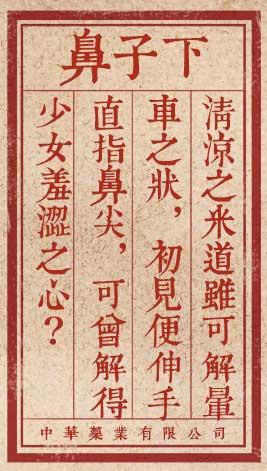 鼻子下
清涼之米道雖可解暈
車之狀，初見便伸手
直指鼻尖，可曾解得
少女羞澀之心？
中華藥業有限公司